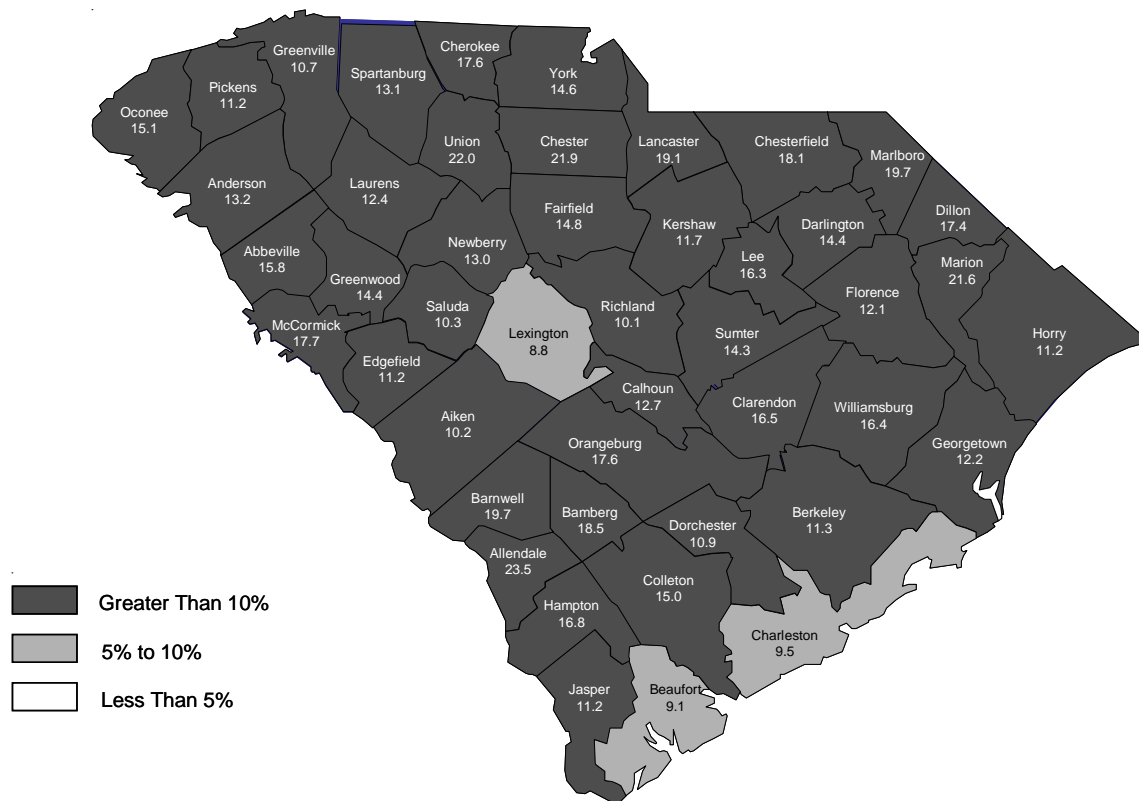 Cherokee
17.6
Greenville
10.7
York
14.6
Spartanburg
13.1
Pickens
11.2
Oconee
15.1
Union
22.0
Chester
21.9
Lancaster
19.1
Chesterfield
18.1
Marlboro
19.7
Anderson
13.2
Laurens
12.4
Fairfield
14.8
Kershaw
11.7
Darlington
14.4
Dillon
17.4
Abbeville
15.8
Newberry
13.0
Lee
16.3
Marion
21.6
Greenwood
14.4
Saluda
10.3
Richland
10.1
Florence
12.1
McCormick
17.7
Lexington
8.8
Sumter
14.3
Horry
11.2
Edgefield
11.2
Calhoun
12.7
Clarendon
16.5
Williamsburg
16.4
Aiken
10.2
Orangeburg
17.6
Georgetown
12.2
Barnwell
19.7
Bamberg
18.5
Dorchester
10.9
Berkeley
11.3
Allendale
23.5
Colleton
15.0
Hampton
16.8
Charleston
9.5
Jasper
11.2
Beaufort
9.1
Greater Than 10%
5% to 10%
Less Than 5%